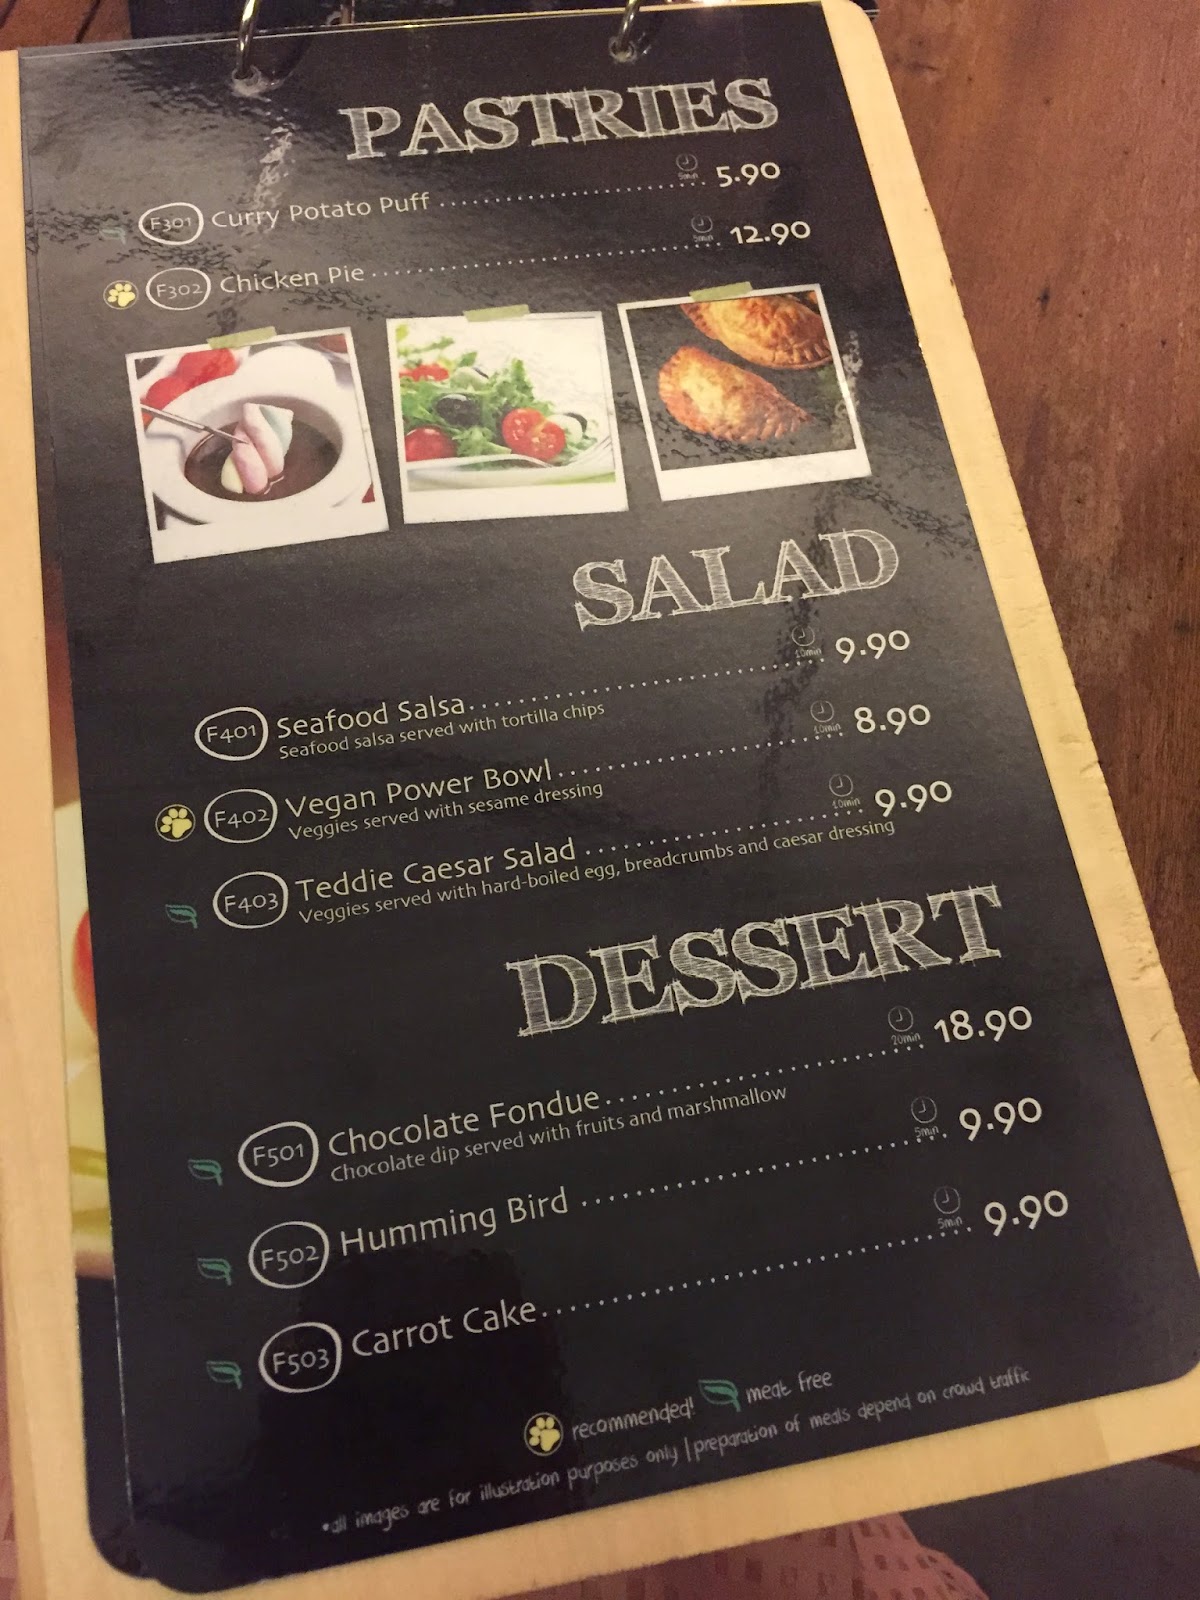 PASTRIES
F301 Curry Potato Puff 5min 5.90
F302 Chicken Pie 5min 12.90
SALAD
F401 Seafood Salsa 10min 9.90
Seafood salsa served with tortilla chips
F402 Vegan Power Bowl 10min 8.90
Veggies served with sesame dressing
F403 Teddie Caesar Salad 10min 9.90
Veggies served with hard-boiled egg, breadcrumbs and caesar dressing
DESSERT
F501 Chocolate Fondue 20min 18.90
Chocolate dip served with fruits and marshmallow
F502 Humming Bird 5min 9.90
F503 Carrot Cake 5min 9.90
recommended! meat free
*all images are for illustration purposes only | preparation of meals depend on crowd traffic